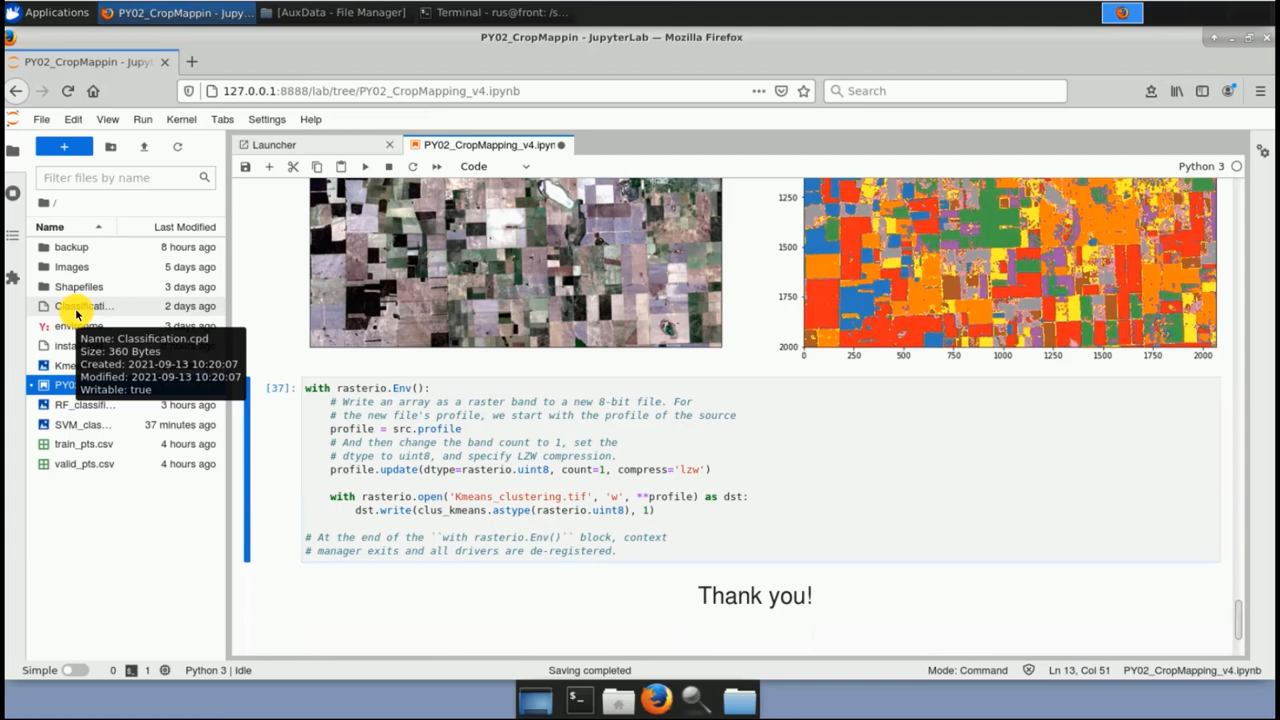 Applications
PY02_CropMappin - Jupy...
[AuxData - File Manager]
Terminal - rus@front: /s...
PY02_CropMappin - JupyterLab — Mozilla Firefox
PY02_CropMappin - Jupyt
127.0.0.1:8888/lab/tree/PY02_CropMapping_v4.ipynb
Search
File Edit View Run Kernel Tabs Settings Help
Launcher
PY02_CropMapping_v4.ipyn
Code
Python 3
Filter files by name
/
Name Last Modified
backup 8 hours ago
Images 5 days ago
Shapefiles 3 days ago
Classificati... 2 days ago
Y: 3 days ago
Name: Classification.cpd
Size: 360 Bytes
Created: 2021-09-13 10:20:07
Modified: 2021-09-13 10:20:07
Writable: true
insta
Kme
PY02
RF_classifi... 3 hours ago
SVM_clas... 37 minutes ago
train_pts.csv 4 hours ago
valid_pts.csv 4 hours ago
1250
1500
1750
2000
0 250 500 750 1000 1250 1500 1750 2000
[37]: with rasterio.Env():
# Write an array as a raster band to a new 8-bit file. For
# the new file's profile, we start with the profile of the source
profile = src.profile
# And then change the band count to 1, set the
# dtype to uint8, and specify LZW compression.
profile.update(dtype=rasterio.uint8, count=1, compress='lzw')
with rasterio.open('Kmeans_clustering.tif', 'w', **profile) as dst:
dst.write(clus_kmeans.astype(rasterio.uint8), 1)
# At the end of the ``with rasterio.Env()`` block, context
# manager exits and all drivers are de-registered.
Thank you!
Simple 0 1 Python 3 | Idle Saving completed Mode: Command Ln 13, Col 51 PY02_CropMapping_v4.ipynb